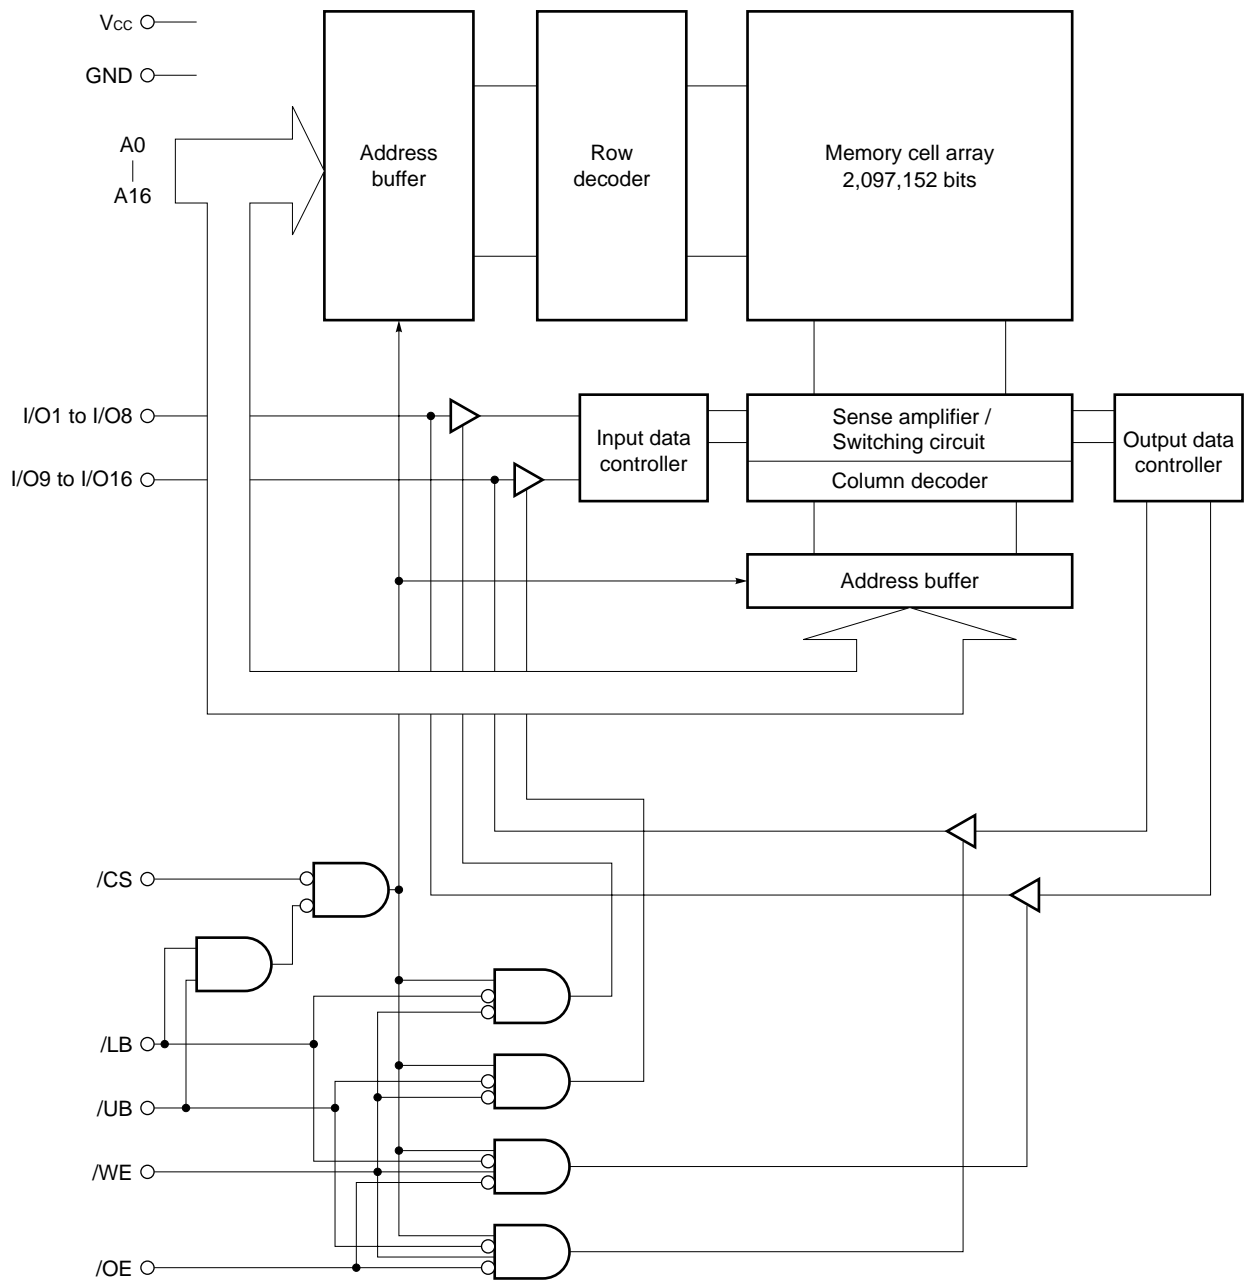 Vcc
GND
A0
A16
Address
buffer
Row
decoder
Memory cell array
2,097,152 bits
I/O1 to I/O8
I/O9 to I/O16
Input data
controller
Sense amplifier /
Switching circuit
Column decoder
Output data
controller
Address buffer
/CS
/LB
/UB
/WE
/OE